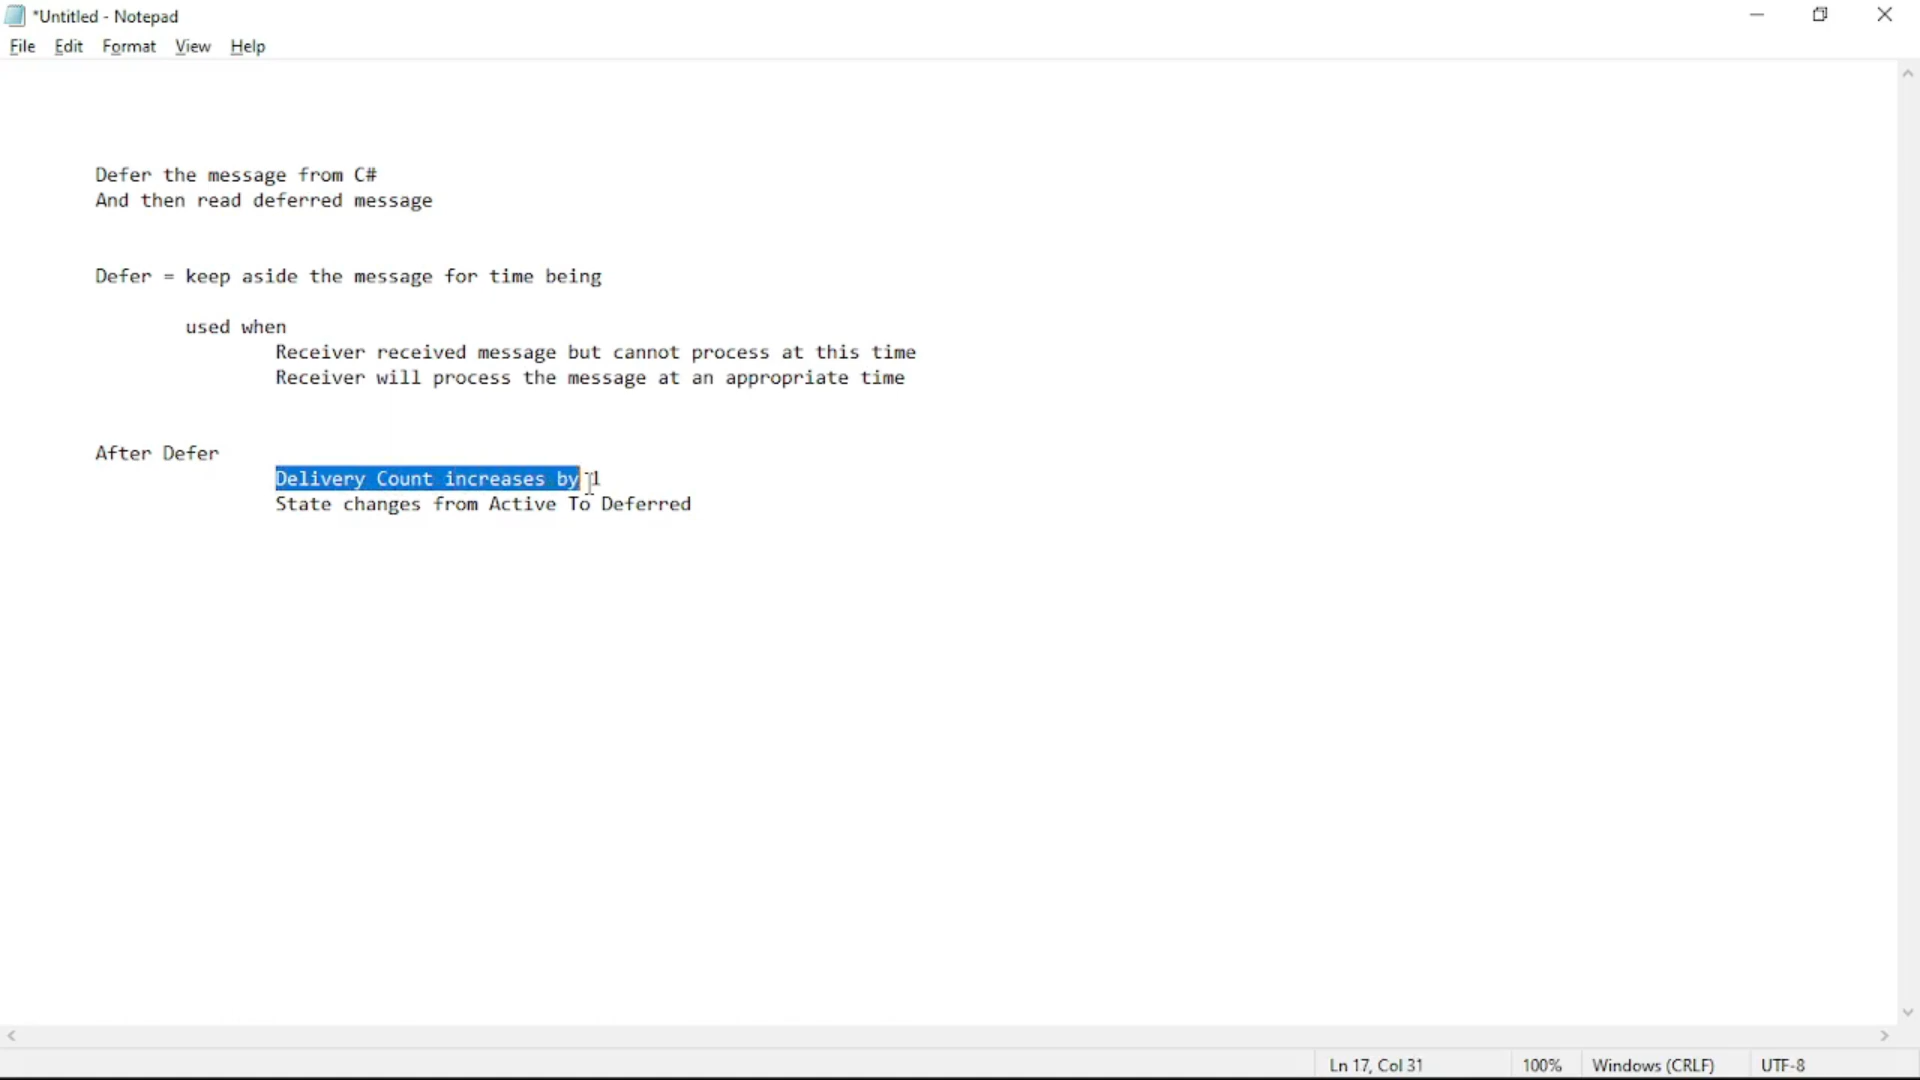 *Untitled - Notepad
File Edit Format View Help
Defer the message from C#
And then read deferred message
Defer = keep aside the message for time being
used when
Receiver received message but cannot process at this time
Receiver will process the message at an appropriate time
After Defer
Delivery Count increases by 1
State changes from Active To Deferred
Ln 17, Col 31 100% Windows (CRLF) UTF-8